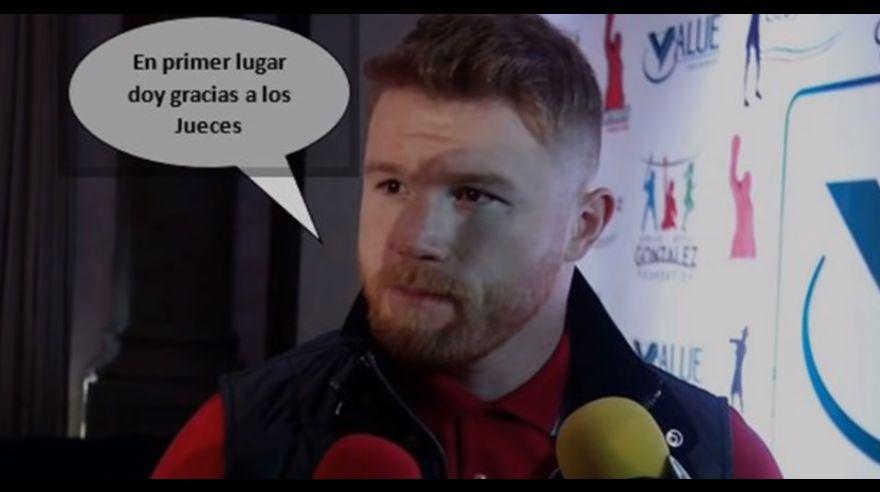 En primer lugar
doy gracias a los
Jueces
VALUE
GONZALEZ
FOUNDATION
VALUE